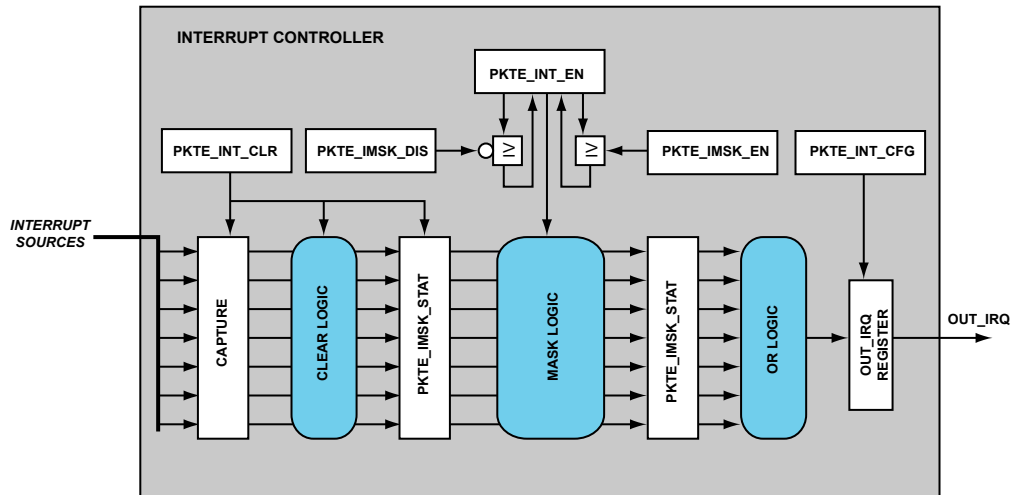 INTERRUPT CONTROLLER
PKTE_INT_EN
PKTE_INT_CLR
PKTE_IMSK_DIS
≥
≥
PKTE_IMSK_EN
PKTE_INT_CFG
INTERRUPT
SOURCES
CAPTURE
CLEAR LOGIC
PKTE_IMSK_STAT
MASK LOGIC
PKTE_IMSK_STAT
OR LOGIC
OUT_IRQ
REGISTER
OUT_IRQ